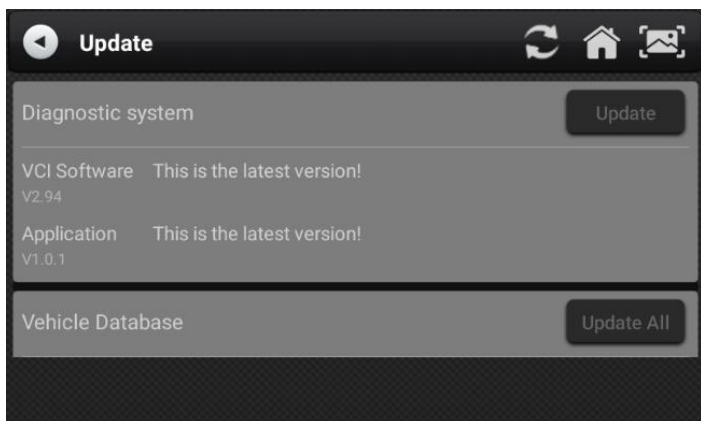 Update
Diagnostic system Update
VCI Software This is the latest version!
V2.94
Application This is the latest version!
V1.0.1
Vehicle Database Update All